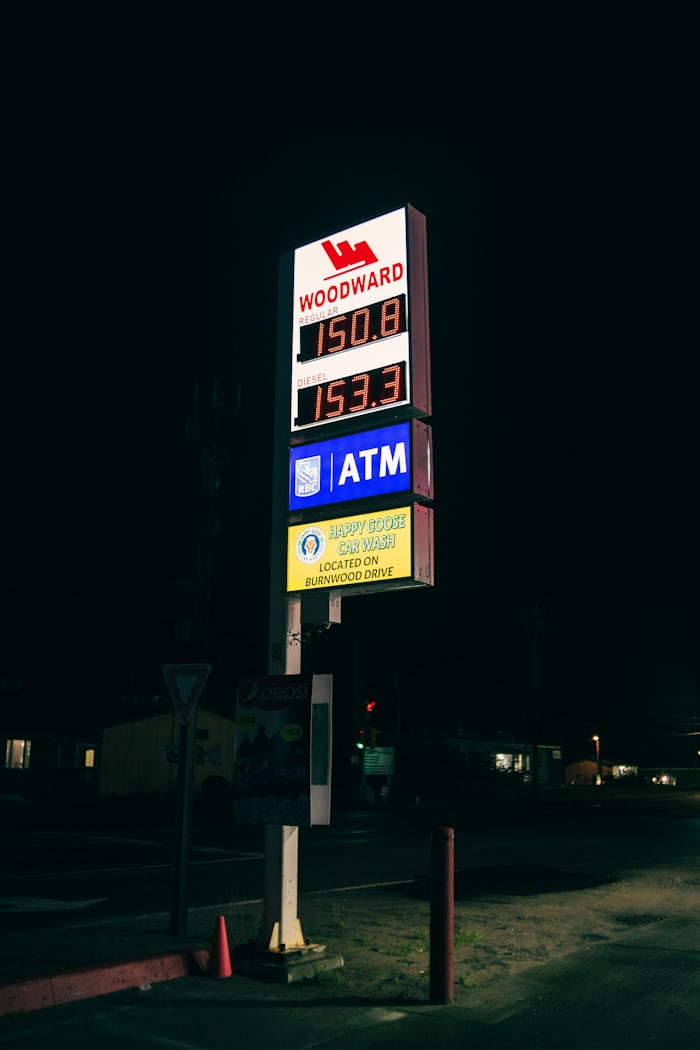 WOODWARD
REGULAR
150.8
DIESEL
153.3
RBC
ATM
HAPPY GOOSE
CAR WASH
LOCATED ON
BURNWOOD DRIVE
pepsi